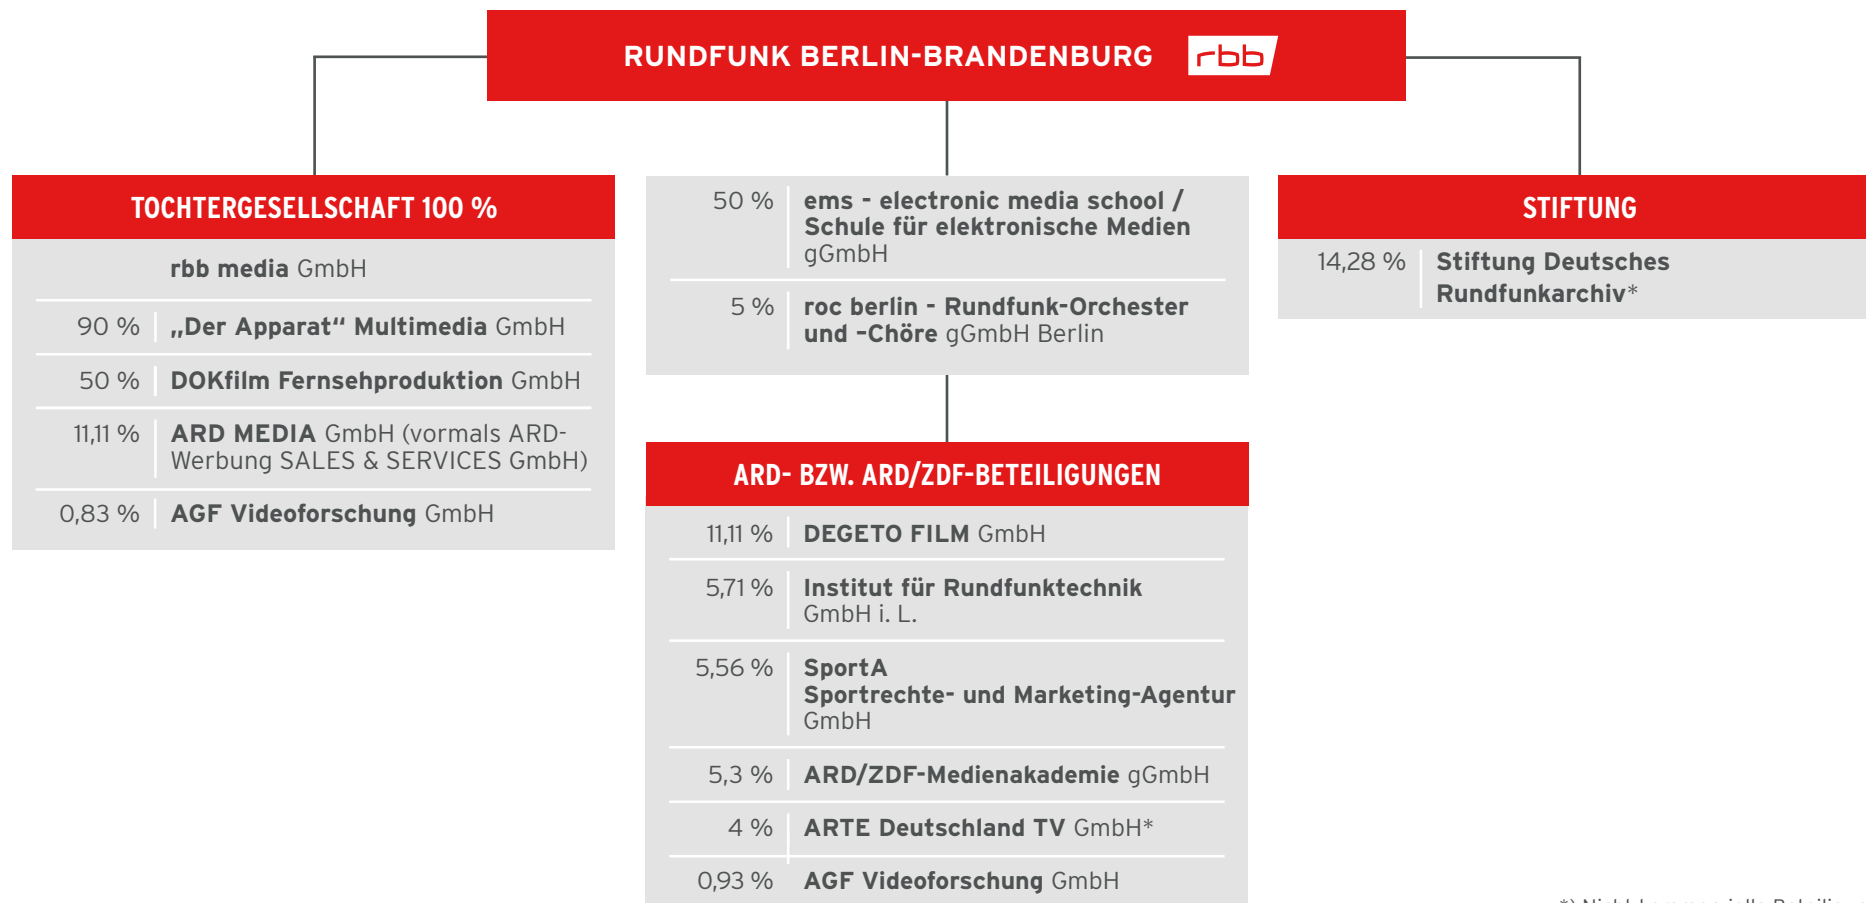 RUNDFUNK BERLIN-BRANDENBURG rbb
TOCHTERGESELLSCHAFT 100 %
rbb media GmbH
90 % „Der Apparat“ Multimedia GmbH
50 % DOKfilm Fernsehproduktion GmbH
11,11 % ARD MEDIA GmbH (vormals ARD-
Werbung SALES & SERVICES GmbH)
0,83 % AGF Videoforschung GmbH
50 % ems - electronic media school /
Schule für elektronische Medien
gGmbH
5 % roc berlin - Rundfunk-Orchester
und -Chöre gGmbH Berlin
ARD- BZW. ARD/ZDF-BETEILIGUNGEN
11,11 % DEGETO FILM GmbH
5,71 % Institut für Rundfunktechnik
GmbH i. L.
5,56 % SportA
Sportrechte- und Marketing-Agentur
GmbH
5,3 % ARD/ZDF-Medienakademie gGmbH
4 % ARTE Deutschland TV GmbH*
0,93 % AGF Videoforschung GmbH
STIFTUNG
14,28 % Stiftung Deutsches
Rundfunkarchiv*